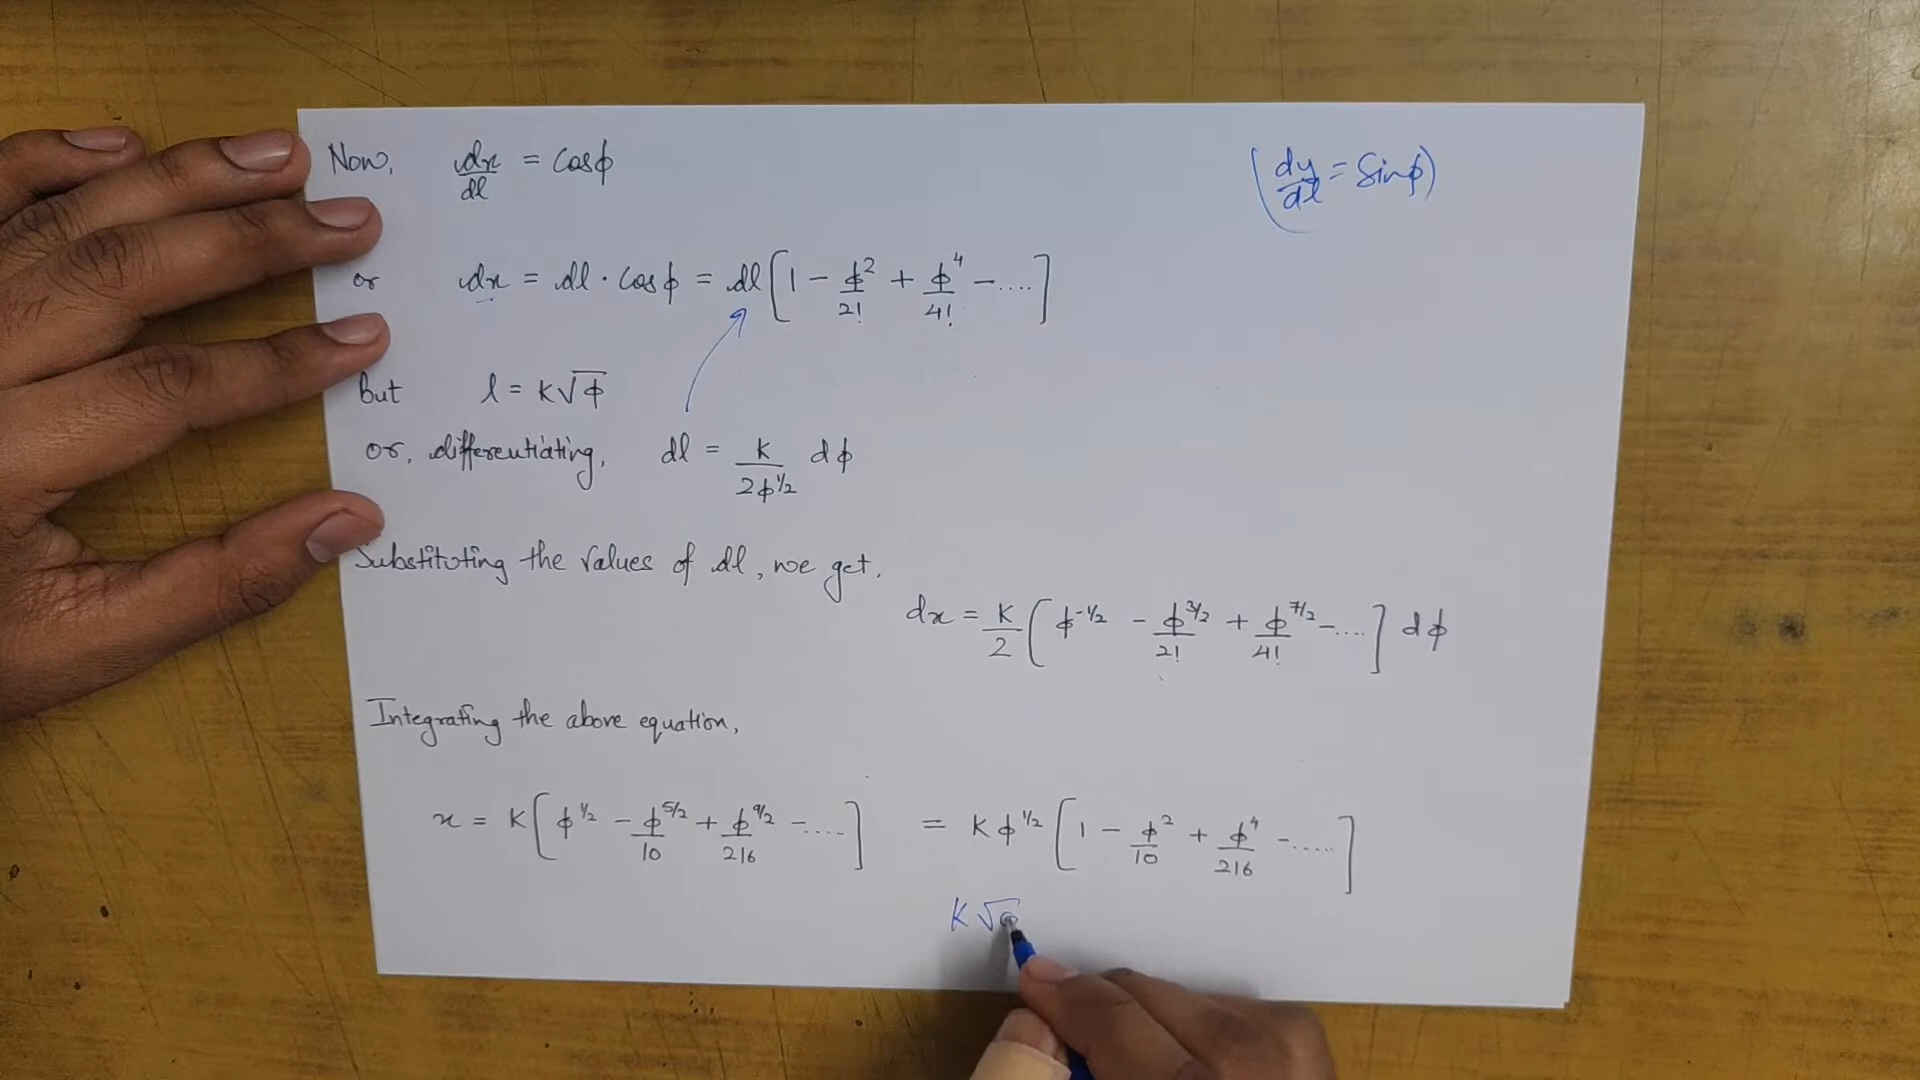 Now, dx/dl = Cosϕ (dy/dl = Sinϕ)
or dx = dl · Cosϕ = dl [1 − ϕ²/2! + ϕ⁴/4! − ....]
But l = K√ϕ
or, differentiating, dl = K/2ϕ^½ dϕ
Substituting the values of dl, we get,
dx = K/2 [ϕ^-½ − ϕ^3/2/2! + ϕ^7/2/4! − ....] dϕ
Integrating the above equation,
x = K [ϕ^½ − ϕ^5/2/10 + ϕ^9/2/216 − ....] = Kϕ^½ [1 − ϕ²/10 + ϕ⁴/216 − .....]
K√